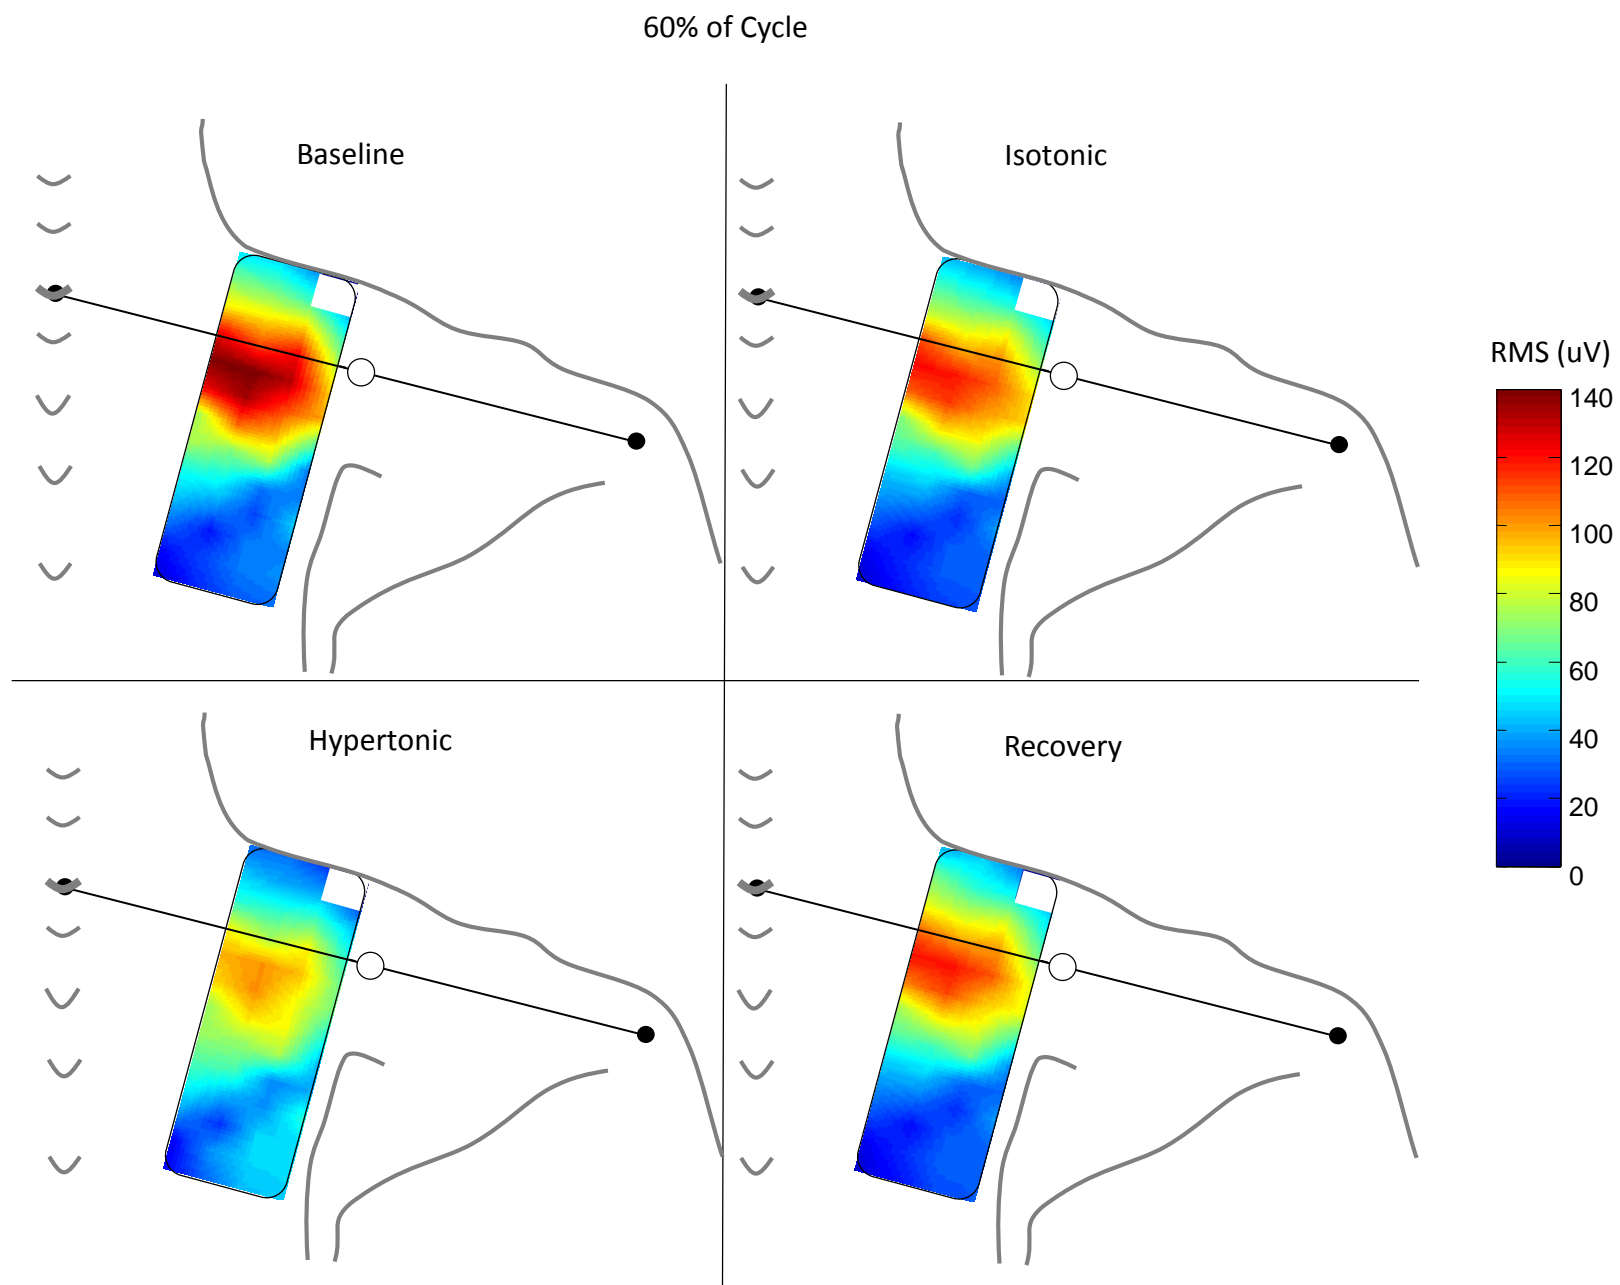 60% of Cycle
Baseline
Isotonic
RMS (uV)
140
120
100
80
60
40
20
0
Hypertonic
Recovery